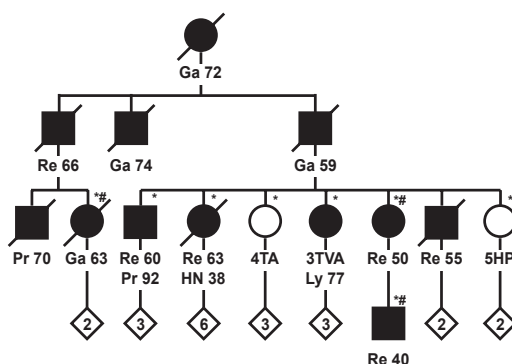 Ga 72
Re 66 Ga 74 Ga 59
*# * * * * *# *
Pr 70 Ga 63 Re 60 Re 63 4TA 3TVA Re 50 Re 55 5HP
Pr 92 HN 38 Ly 77
2 3 6 3 3 *# 2 2
Re 40